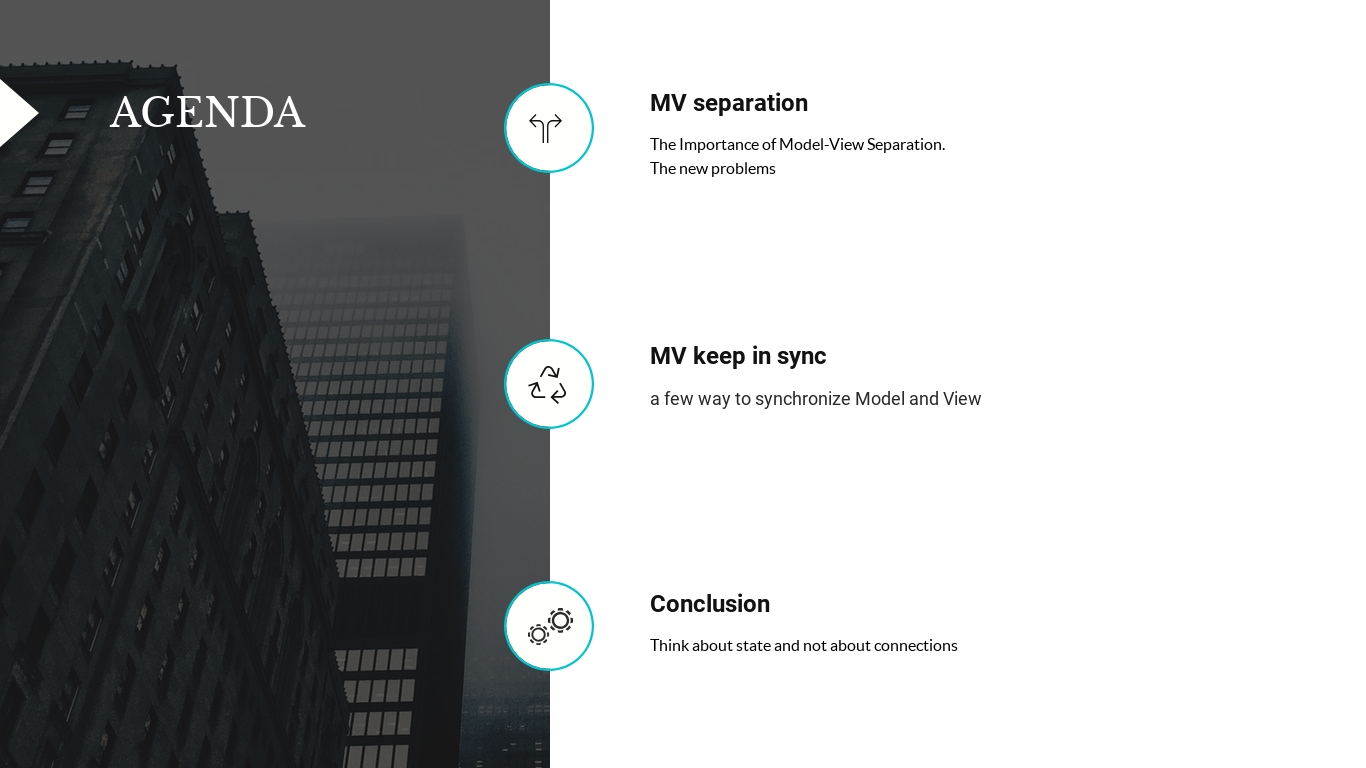 AGENDA
MV separation
The Importance of Model-View Separation.
The new problems
MV keep in sync
a few way to synchronize Model and View
Conclusion
Think about state and not about connections